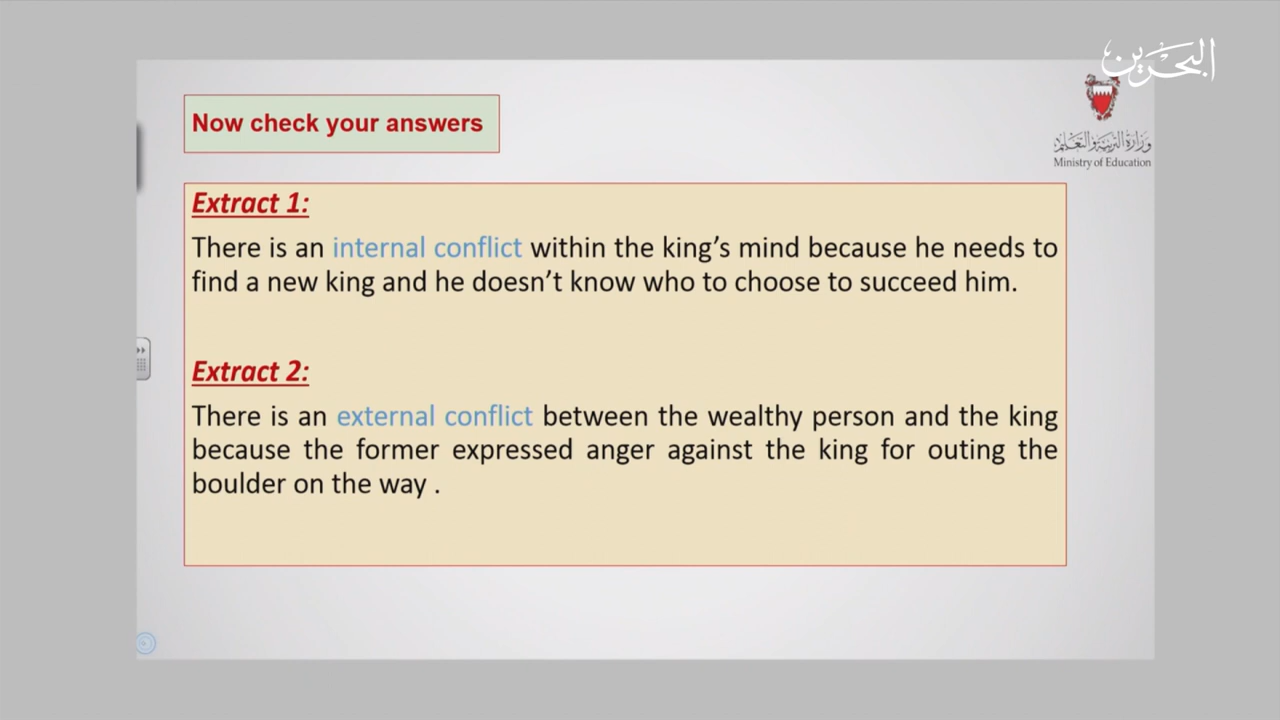 البحرين
Now check your answers
وزارة التربية والتعليم
Ministry of Education
Extract 1:
There is an internal conflict within the king’s mind because he needs to
find a new king and he doesn’t know who to choose to succeed him.
Extract 2:
There is an external conflict between the wealthy person and the king
because the former expressed anger against the king for outing the
boulder on the way .